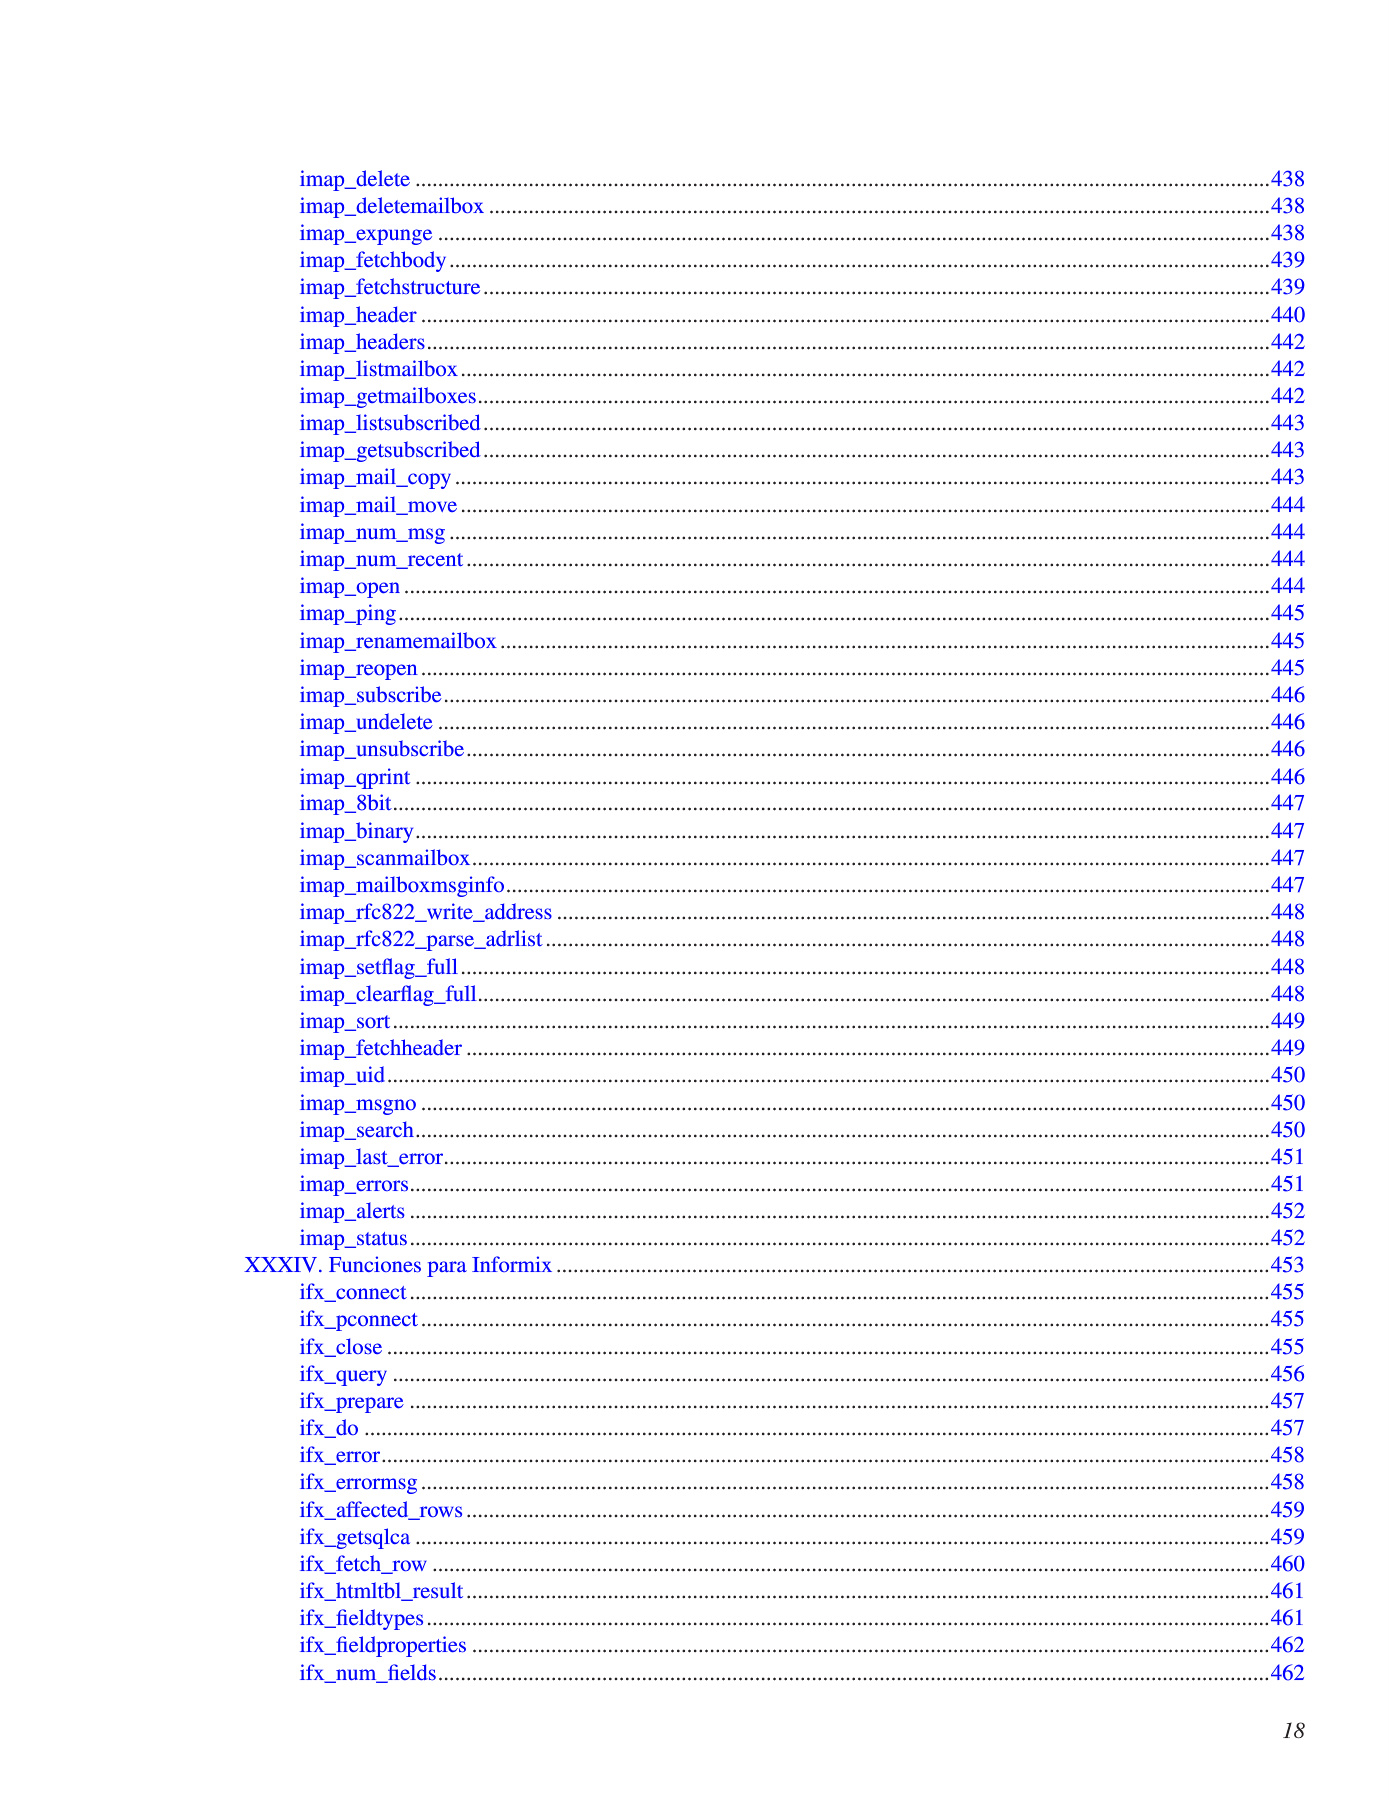 imap_delete ....................................................................................................438
imap_deletemailbox ....................................................................................................438
imap_expunge ....................................................................................................438
imap_fetchbody ....................................................................................................439
imap_fetchstructure ....................................................................................................439
imap_header ....................................................................................................440
imap_headers ....................................................................................................442
imap_listmailbox ....................................................................................................442
imap_getmailboxes ....................................................................................................442
imap_listsubscribed ....................................................................................................443
imap_getsubscribed ....................................................................................................443
imap_mail_copy ....................................................................................................443
imap_mail_move ....................................................................................................444
imap_num_msg ....................................................................................................444
imap_num_recent ....................................................................................................444
imap_open ....................................................................................................444
imap_ping ....................................................................................................445
imap_renamemailbox ....................................................................................................445
imap_reopen ....................................................................................................445
imap_subscribe ....................................................................................................446
imap_undelete ....................................................................................................446
imap_unsubscribe ....................................................................................................446
imap_qprint ....................................................................................................446
imap_8bit ....................................................................................................447
imap_binary ....................................................................................................447
imap_scanmailbox ....................................................................................................447
imap_mailboxmsginfo ....................................................................................................447
imap_rfc822_write_address ....................................................................................................448
imap_rfc822_parse_adrlist ....................................................................................................448
imap_setflag_full ....................................................................................................448
imap_clearflag_full ....................................................................................................448
imap_sort ....................................................................................................449
imap_fetchheader ....................................................................................................449
imap_uid ....................................................................................................450
imap_msgno ....................................................................................................450
imap_search ....................................................................................................450
imap_last_error ....................................................................................................451
imap_errors ....................................................................................................451
imap_alerts ....................................................................................................452
imap_status ....................................................................................................452
XXXIV. Funciones para Informix ....................................................................................................453
ifx_connect ....................................................................................................455
ifx_pconnect ....................................................................................................455
ifx_close ....................................................................................................455
ifx_query ....................................................................................................456
ifx_prepare ....................................................................................................457
ifx_do ....................................................................................................457
ifx_error ....................................................................................................458
ifx_errormsg ....................................................................................................458
ifx_affected_rows ....................................................................................................459
ifx_getsqlca ....................................................................................................459
ifx_fetch_row ....................................................................................................460
ifx_htmltbl_result ....................................................................................................461
ifx_fieldtypes ....................................................................................................461
ifx_fieldproperties ....................................................................................................462
ifx_num_fields ....................................................................................................462
18